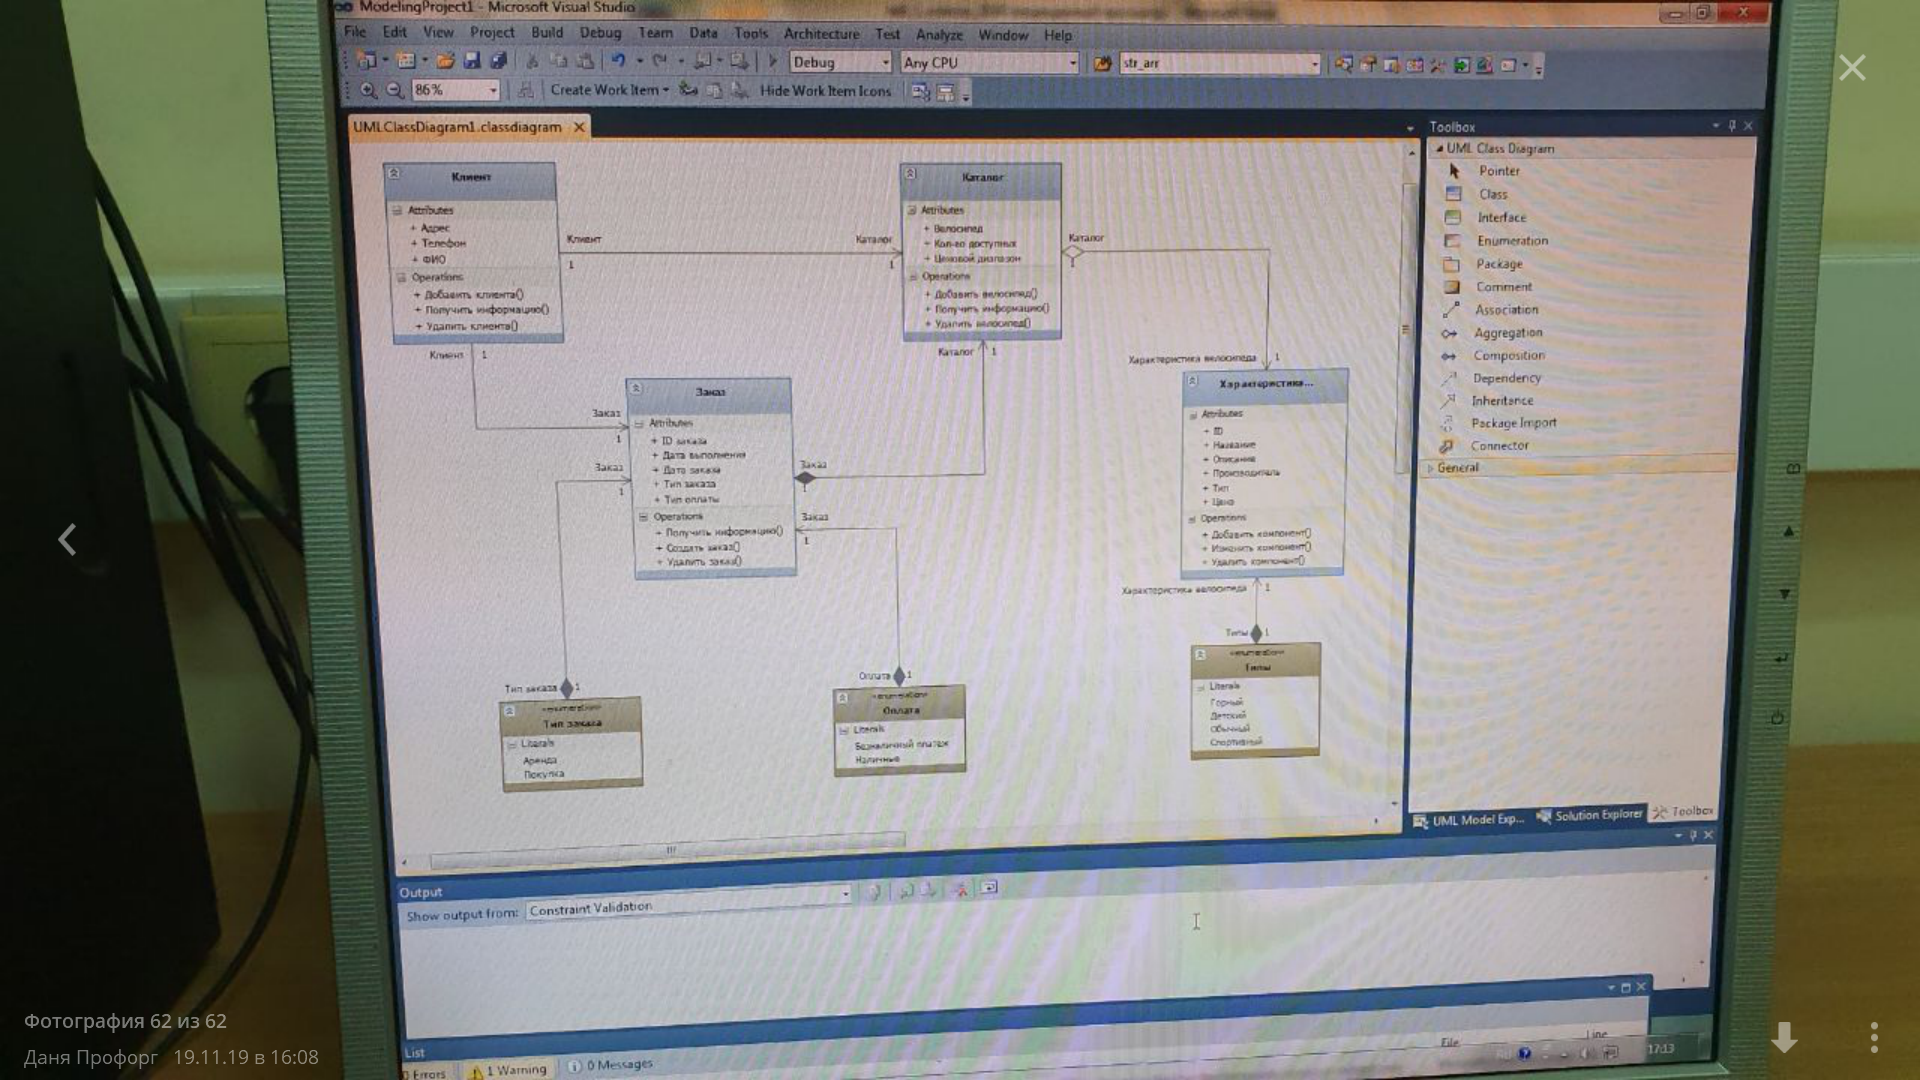 ModelingProject1 - Microsoft Visual Studio
File Edit View Project Build Debug Team Data Tools Architecture Test Analyze Window Help
Debug Any CPU str_arr
86% Create Work Item Hide Work Item Icons
UMLClassDiagram1.classdiagram
Клиент
Attributes
+ Адрес
+ Телефон
+ ФИО
Operations
+ Добавить клиента()
+ Получить информацию()
+ Удалить клиента()
Клиент
1
Каталог
1
Каталог
Attributes
+ Велосипед
+ Кол-во доступных
+ Ценовой диапазон
Operations
+ Добавить велосипед()
+ Получить информацию()
+ Удалить велосипед()
Каталог
1
Клиент 1
Каталог 1
Характеристика велосипеда 1
Заказ
1
Заказ
1
Заказ
Attributes
+ ID заказа
+ Дата выполнения
+ Дата заказа
+ Тип заказа
+ Тип оплаты
Operations
+ Получить информацию()
+ Создать заказ()
+ Удалить заказ()
Заказ
1
Заказ
1
Характеристика...
Attributes
+ ID
+ Название
+ Описание
+ Производитель
+ Тип
+ Цена
Operations
+ Добавить компонент()
+ Изменить компонент()
+ Удалить компонент()
Характеристика велосипеда 1
Типы 1
«enumeration»
Типы
Literals
Горный
Детский
Обычный
Спортивный
Тип заказа 1
«enumeration»
Тип заказа
Literals
Аренда
Покупка
Оплата 1
«enumeration»
Оплата
Literals
Безналичный платеж
Наличные
Toolbox
UML Class Diagram
Pointer
Class
Interface
Enumeration
Package
Comment
Association
Aggregation
Composition
Dependency
Inheritance
Package Import
Connector
General
UML Model Exp... Solution Explorer Toolbox
Output
Show output from: Constraint Validation
List
File Line
0 Errors 1 Warning 0 Messages
17:13
Фотография 62 из 62
Даня Профорг 19.11.19 в 16:08